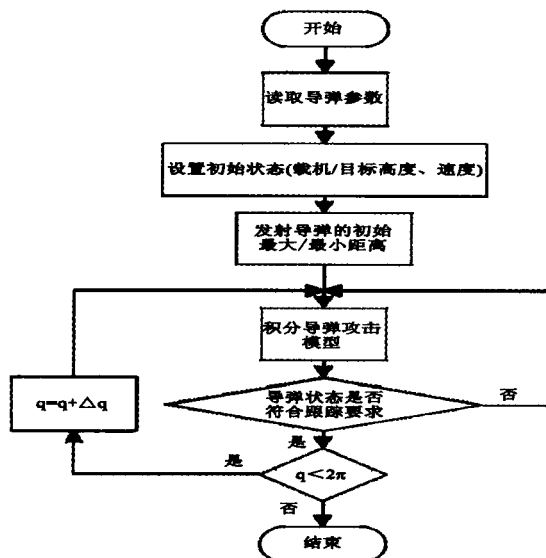 开始
读取导弹参数
设置初始状态(载机/目标高度、速度)
发射导弹的初始
最大/最小距离
积分导弹攻击
模型
q=q+△q
导弹状态是否
符合跟踪要求
否
是
是
q＜2π
否
结束